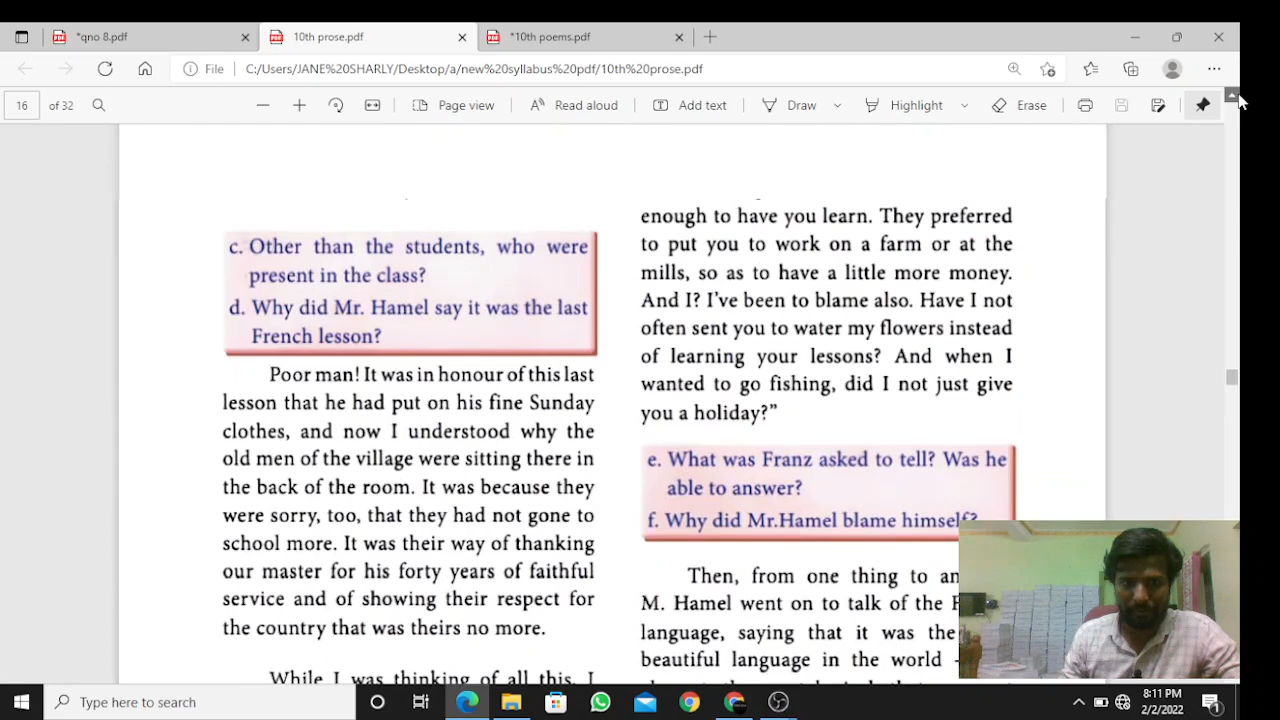 *qno 8.pdf
10th prose.pdf
*10th poems.pdf
File
C:/Users/JANE%20SHARLY/Desktop/a/new%20syllabus%20pdf/10th%20prose.pdf
16 of 32
Page view
Read aloud
Add text
Draw
Highlight
Erase
c. Other than the students, who were
present in the class?
d. Why did Mr. Hamel say it was the last
French lesson?
Poor man! It was in honour of this last
lesson that he had put on his fine Sunday
clothes, and now I understood why the
old men of the village were sitting there in
the back of the room. It was because they
were sorry, too, that they had not gone to
school more. It was their way of thanking
our master for his forty years of faithful
service and of showing their respect for
the country that was theirs no more.
While I was thinking of all this, I
enough to have you learn. They preferred
to put you to work on a farm or at the
mills, so as to have a little more money.
And I? I've been to blame also. Have I not
often sent you to water my flowers instead
of learning your lessons? And when I
wanted to go fishing, did I not just give
you a holiday?"
e. What was Franz asked to tell? Was he
able to answer?
f. Why did Mr.Hamel blame himself?
Then, from one thing to an
M. Hamel went on to talk of the F
language, saying that it was the
beautiful language in the world
Type here to search
8:11 PM
2/2/2022
1